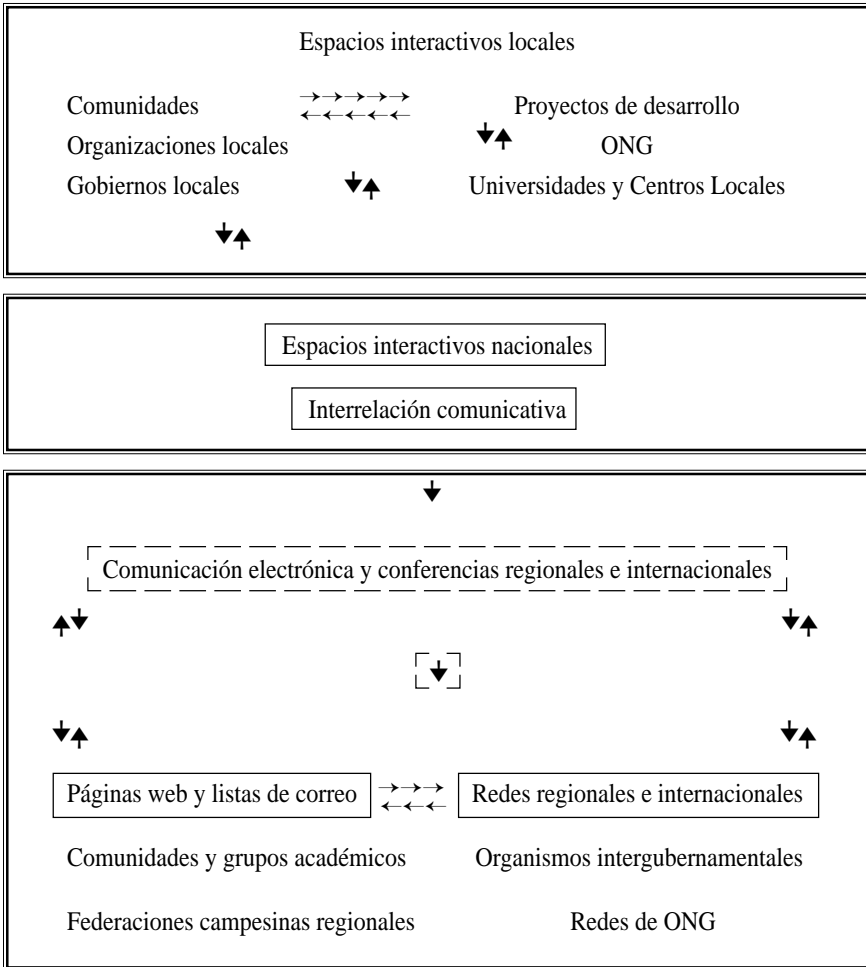 Espacios interactivos locales
Comunidades →→→→→ Proyectos de desarrollo
←←←←←
Organizaciones locales ONG
Gobiernos locales Universidades y Centros Locales
Espacios interactivos nacionales
Interrelación comunicativa
Comunicación electrónica y conferencias regionales e internacionales
Páginas web y listas de correo →→→ Redes regionales e internacionales
←←←
Comunidades y grupos académicos Organismos intergubernamentales
Federaciones campesinas regionales Redes de ONG